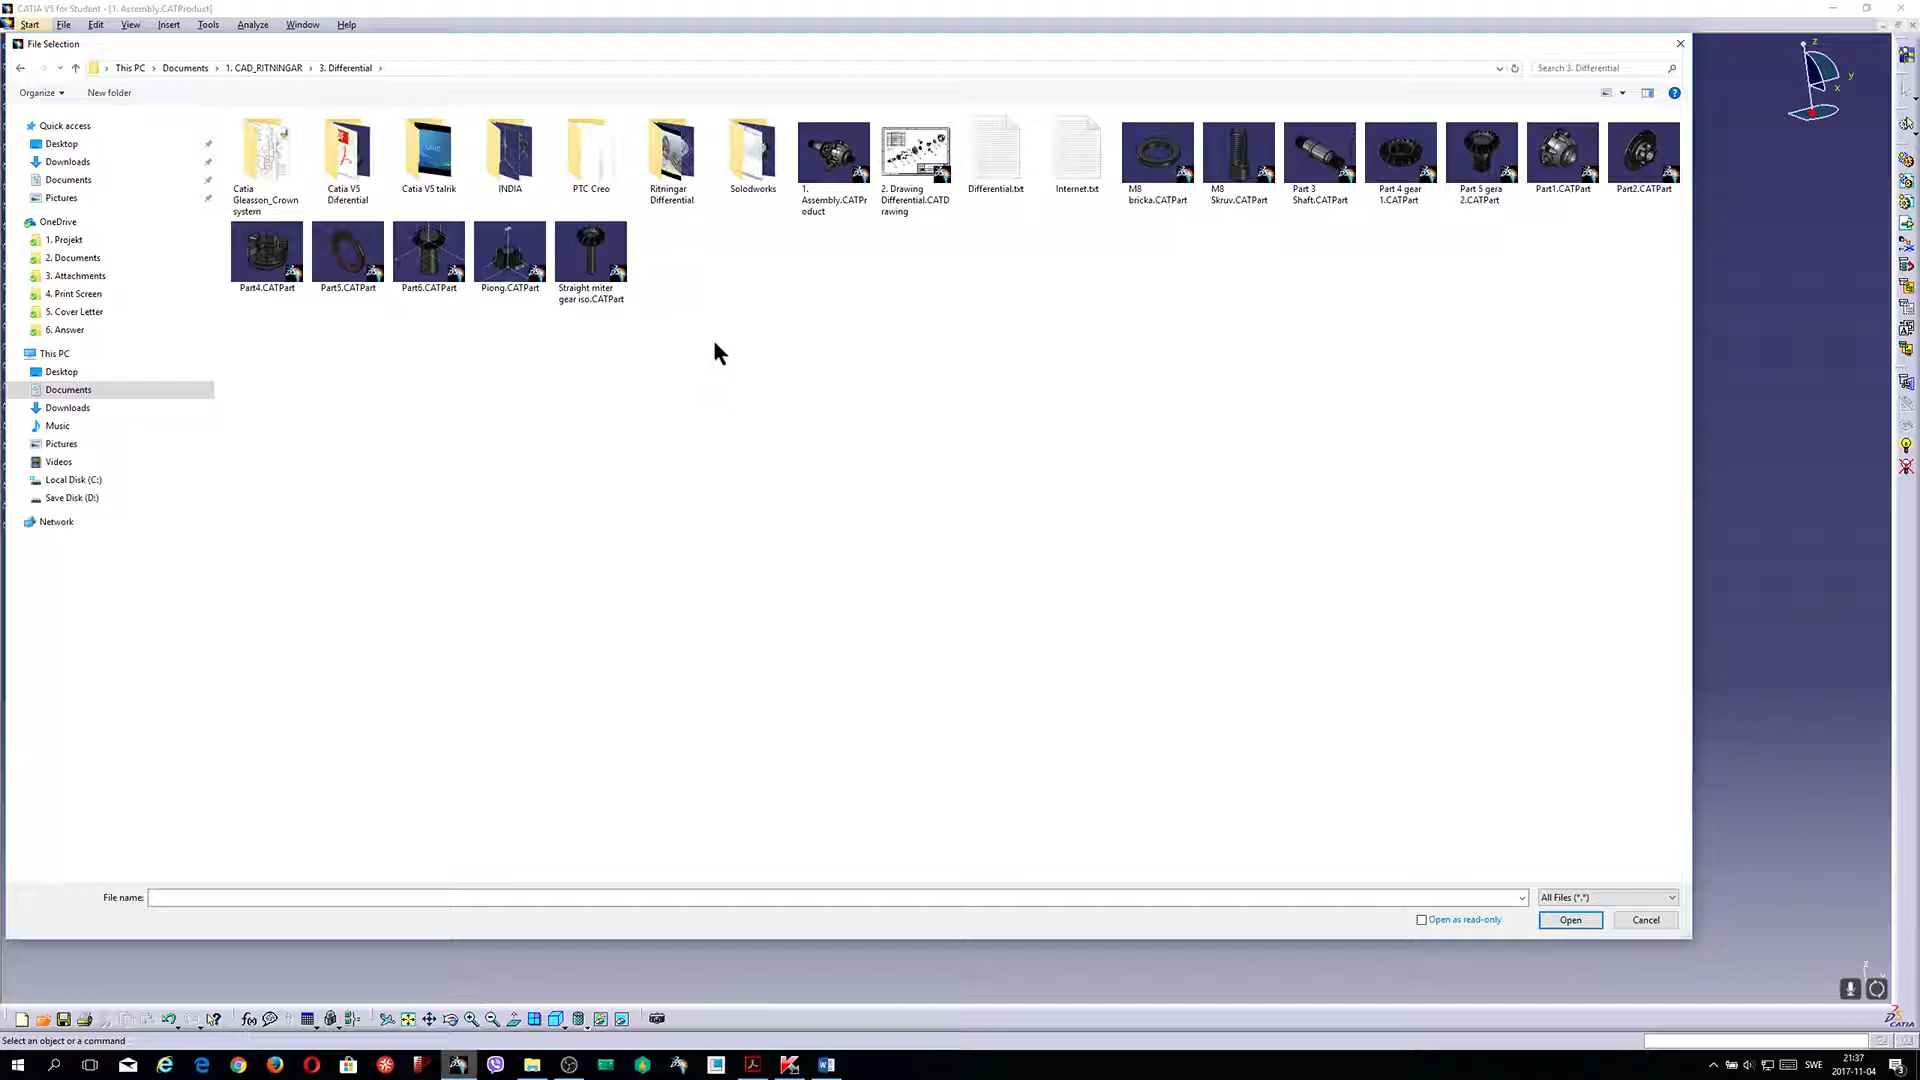 CATIA V5 for Student - [1. Assembly.CATProduct]
Start File Edit View Insert Tools Analyze Window Help
File Selection
This PC Documents 1. CAD_RITNINGAR 3. Differential
Search 3. Differential
Organize New folder
Quick access
Desktop
Downloads
Documents
Pictures
OneDrive
1. Projekt
2. Documents
3. Attachments
4. Print Screen
5. Cover Letter
6. Answer
This PC
Desktop
Documents
Downloads
Music
Pictures
Videos
Local Disk (C:)
Save Disk (D:)
Network
Catia
Gleasson_Crown
system
Catia V5
Diferential
Catia V5 talrik
INDIA
PTC Creo
Ritningar
Differential
Solodworks
1.
Assembly.CATPr
oduct
2. Drawing
Differential.CATD
rawing
Differential.txt
Internet.txt
M8
bricka.CATPart
M8
Skruv.CATPart
Part 3
Shaft.CATPart
Part 4 gear
1.CATPart
Part 5 gera
2.CATPart
Part1.CATPart
Part2.CATPart
Part4.CATPart
Part5.CATPart
Part6.CATPart
Piong.CATPart
Straight miter
gear iso.CATPart
File name:
All Files (*.*)
Open as read-only
Open
Cancel
Select an object or a command
CATIA
SWE
21:37
2017-11-04
z
y
x